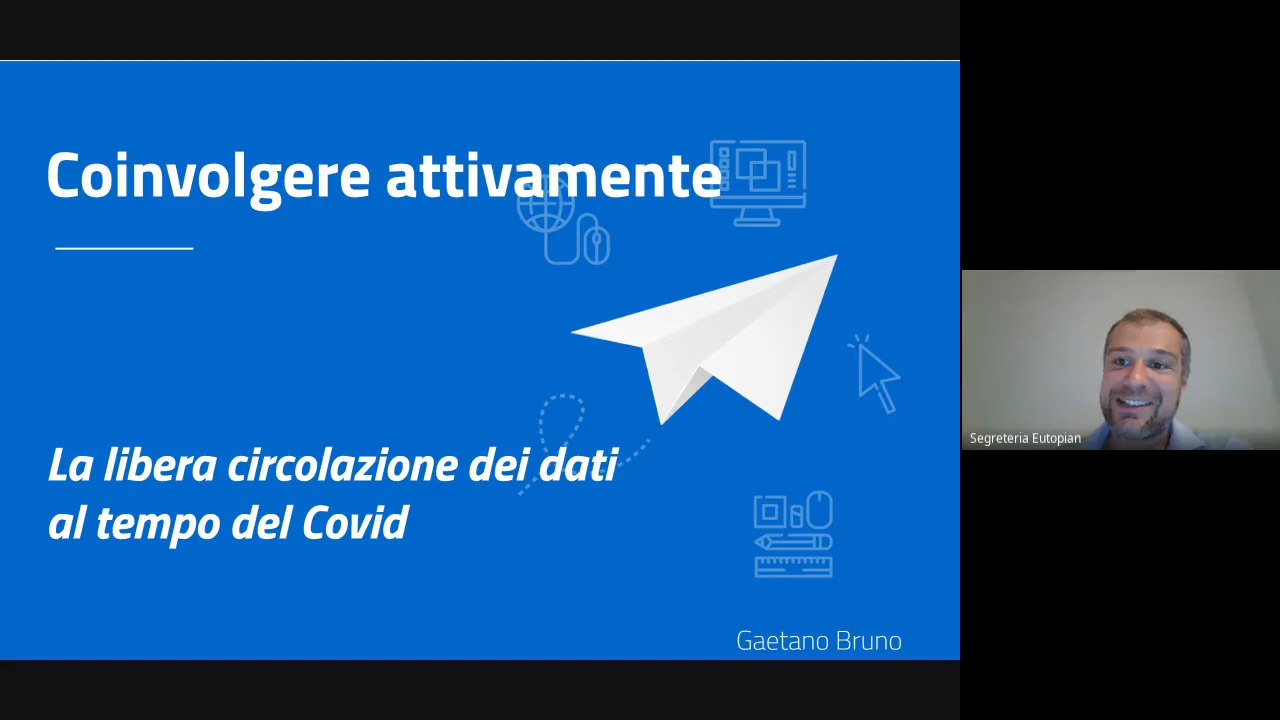 Coinvolgere attivamente
La libera circolazione dei dati
al tempo del Covid
Gaetano Bruno
Segreteria Eutopian